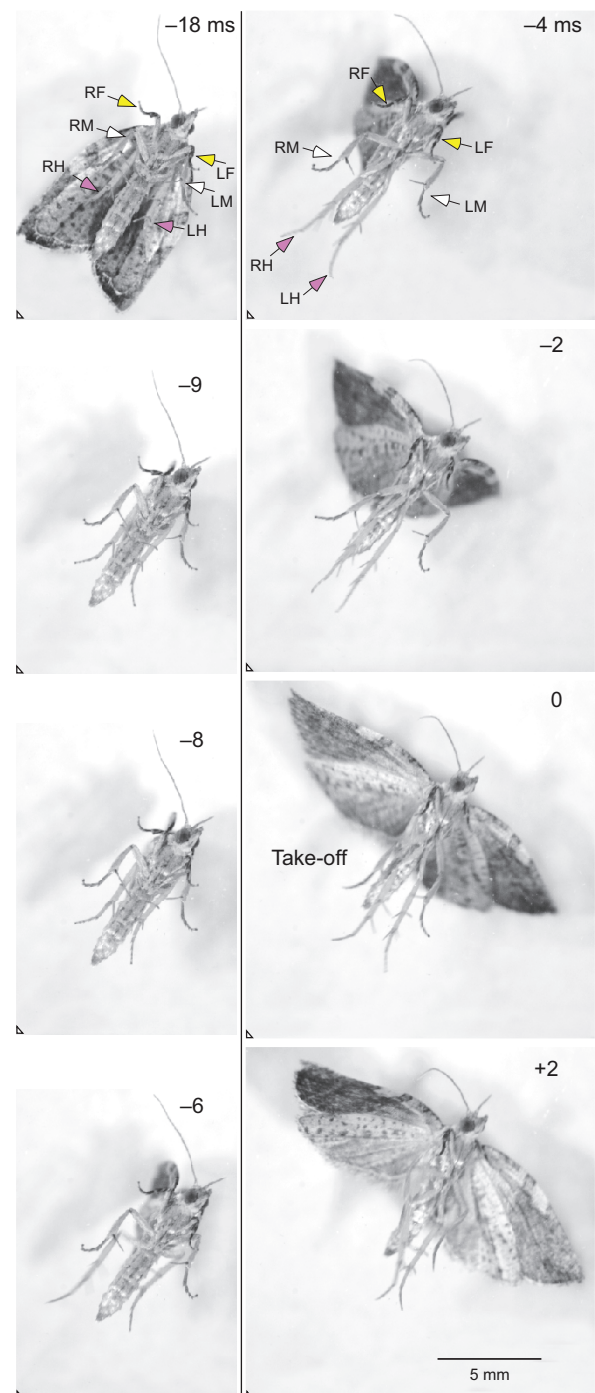 –18 ms
RF
RM
RH
LF
LM
LH
–9
–8
–6
–4 ms
RF
RM
LF
LM
RH
LH
–2
0
Take-off
+2
5 mm